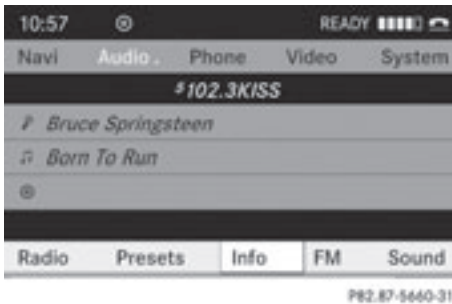 10:57 READY
Navi Audio Phone Video System
102.3KISS
Bruce Springsteen
Born To Run
Radio Presets Info FM Sound
P82.87-5660-31